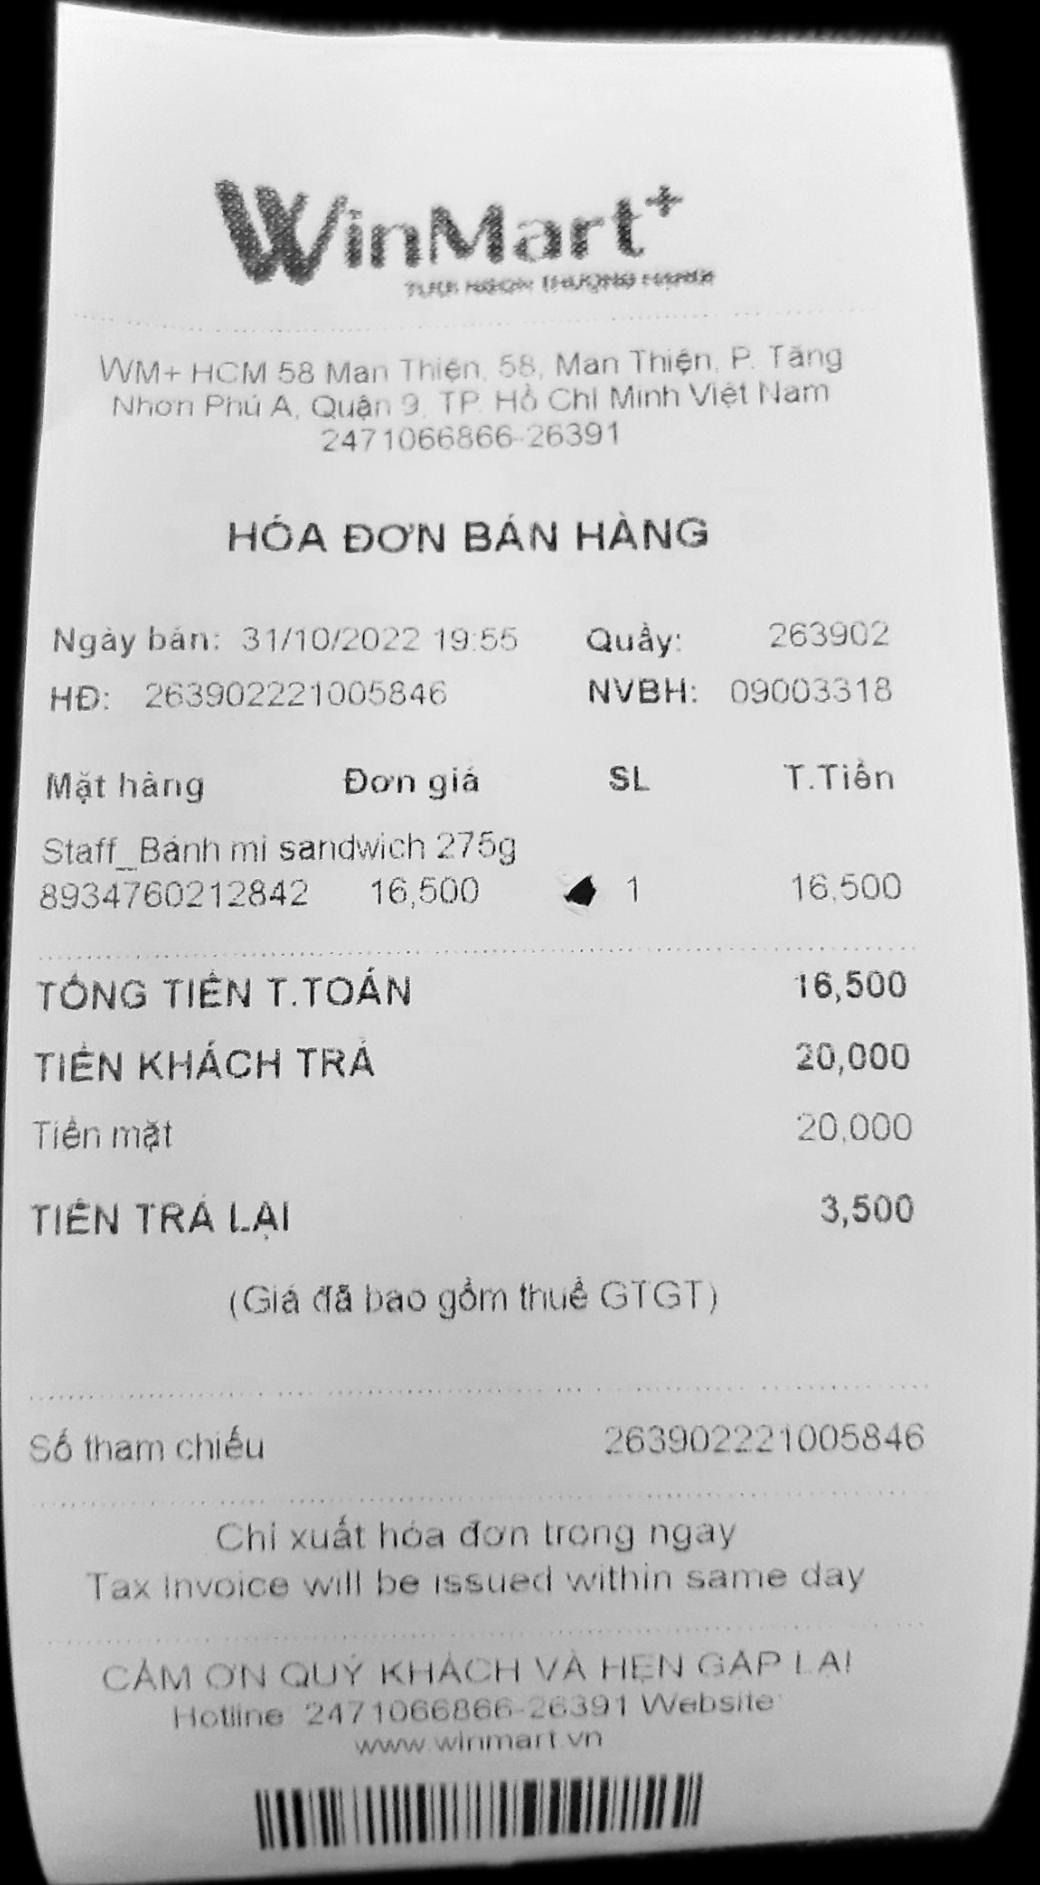 WinMart+
TƯƠI NGON THƯỢNG HẠNG
WM+ HCM 58 Man Thiện, 58, Man Thiện, P. Tăng
Nhơn Phú A, Quận 9, TP. Hồ Chí Minh Việt Nam
2471066866-26391
HÓA ĐƠN BÁN HÀNG
Ngày bán: 31/10/2022 19:55 Quầy: 263902
HĐ: 263902221005846 NVBH: 09003318
Mặt hàng Đơn giá SL T.Tiền
Staff_Bánh mì sandwich 275g
8934760212842 16,500 1 16,500
TỔNG TIỀN T.TOÁN 16,500
TIỀN KHÁCH TRẢ 20,000
Tiền mặt 20,000
TIỀN TRẢ LẠI 3,500
(Giá đã bao gồm thuế GTGT)
Số tham chiếu 263902221005846
Chỉ xuất hóa đơn trong ngày
Tax Invoice will be issued within same day
CẢM ƠN QUÝ KHÁCH VÀ HẸN GẶP LẠI
Hotline: 2471066866-26391 Website:
www.winmart.vn